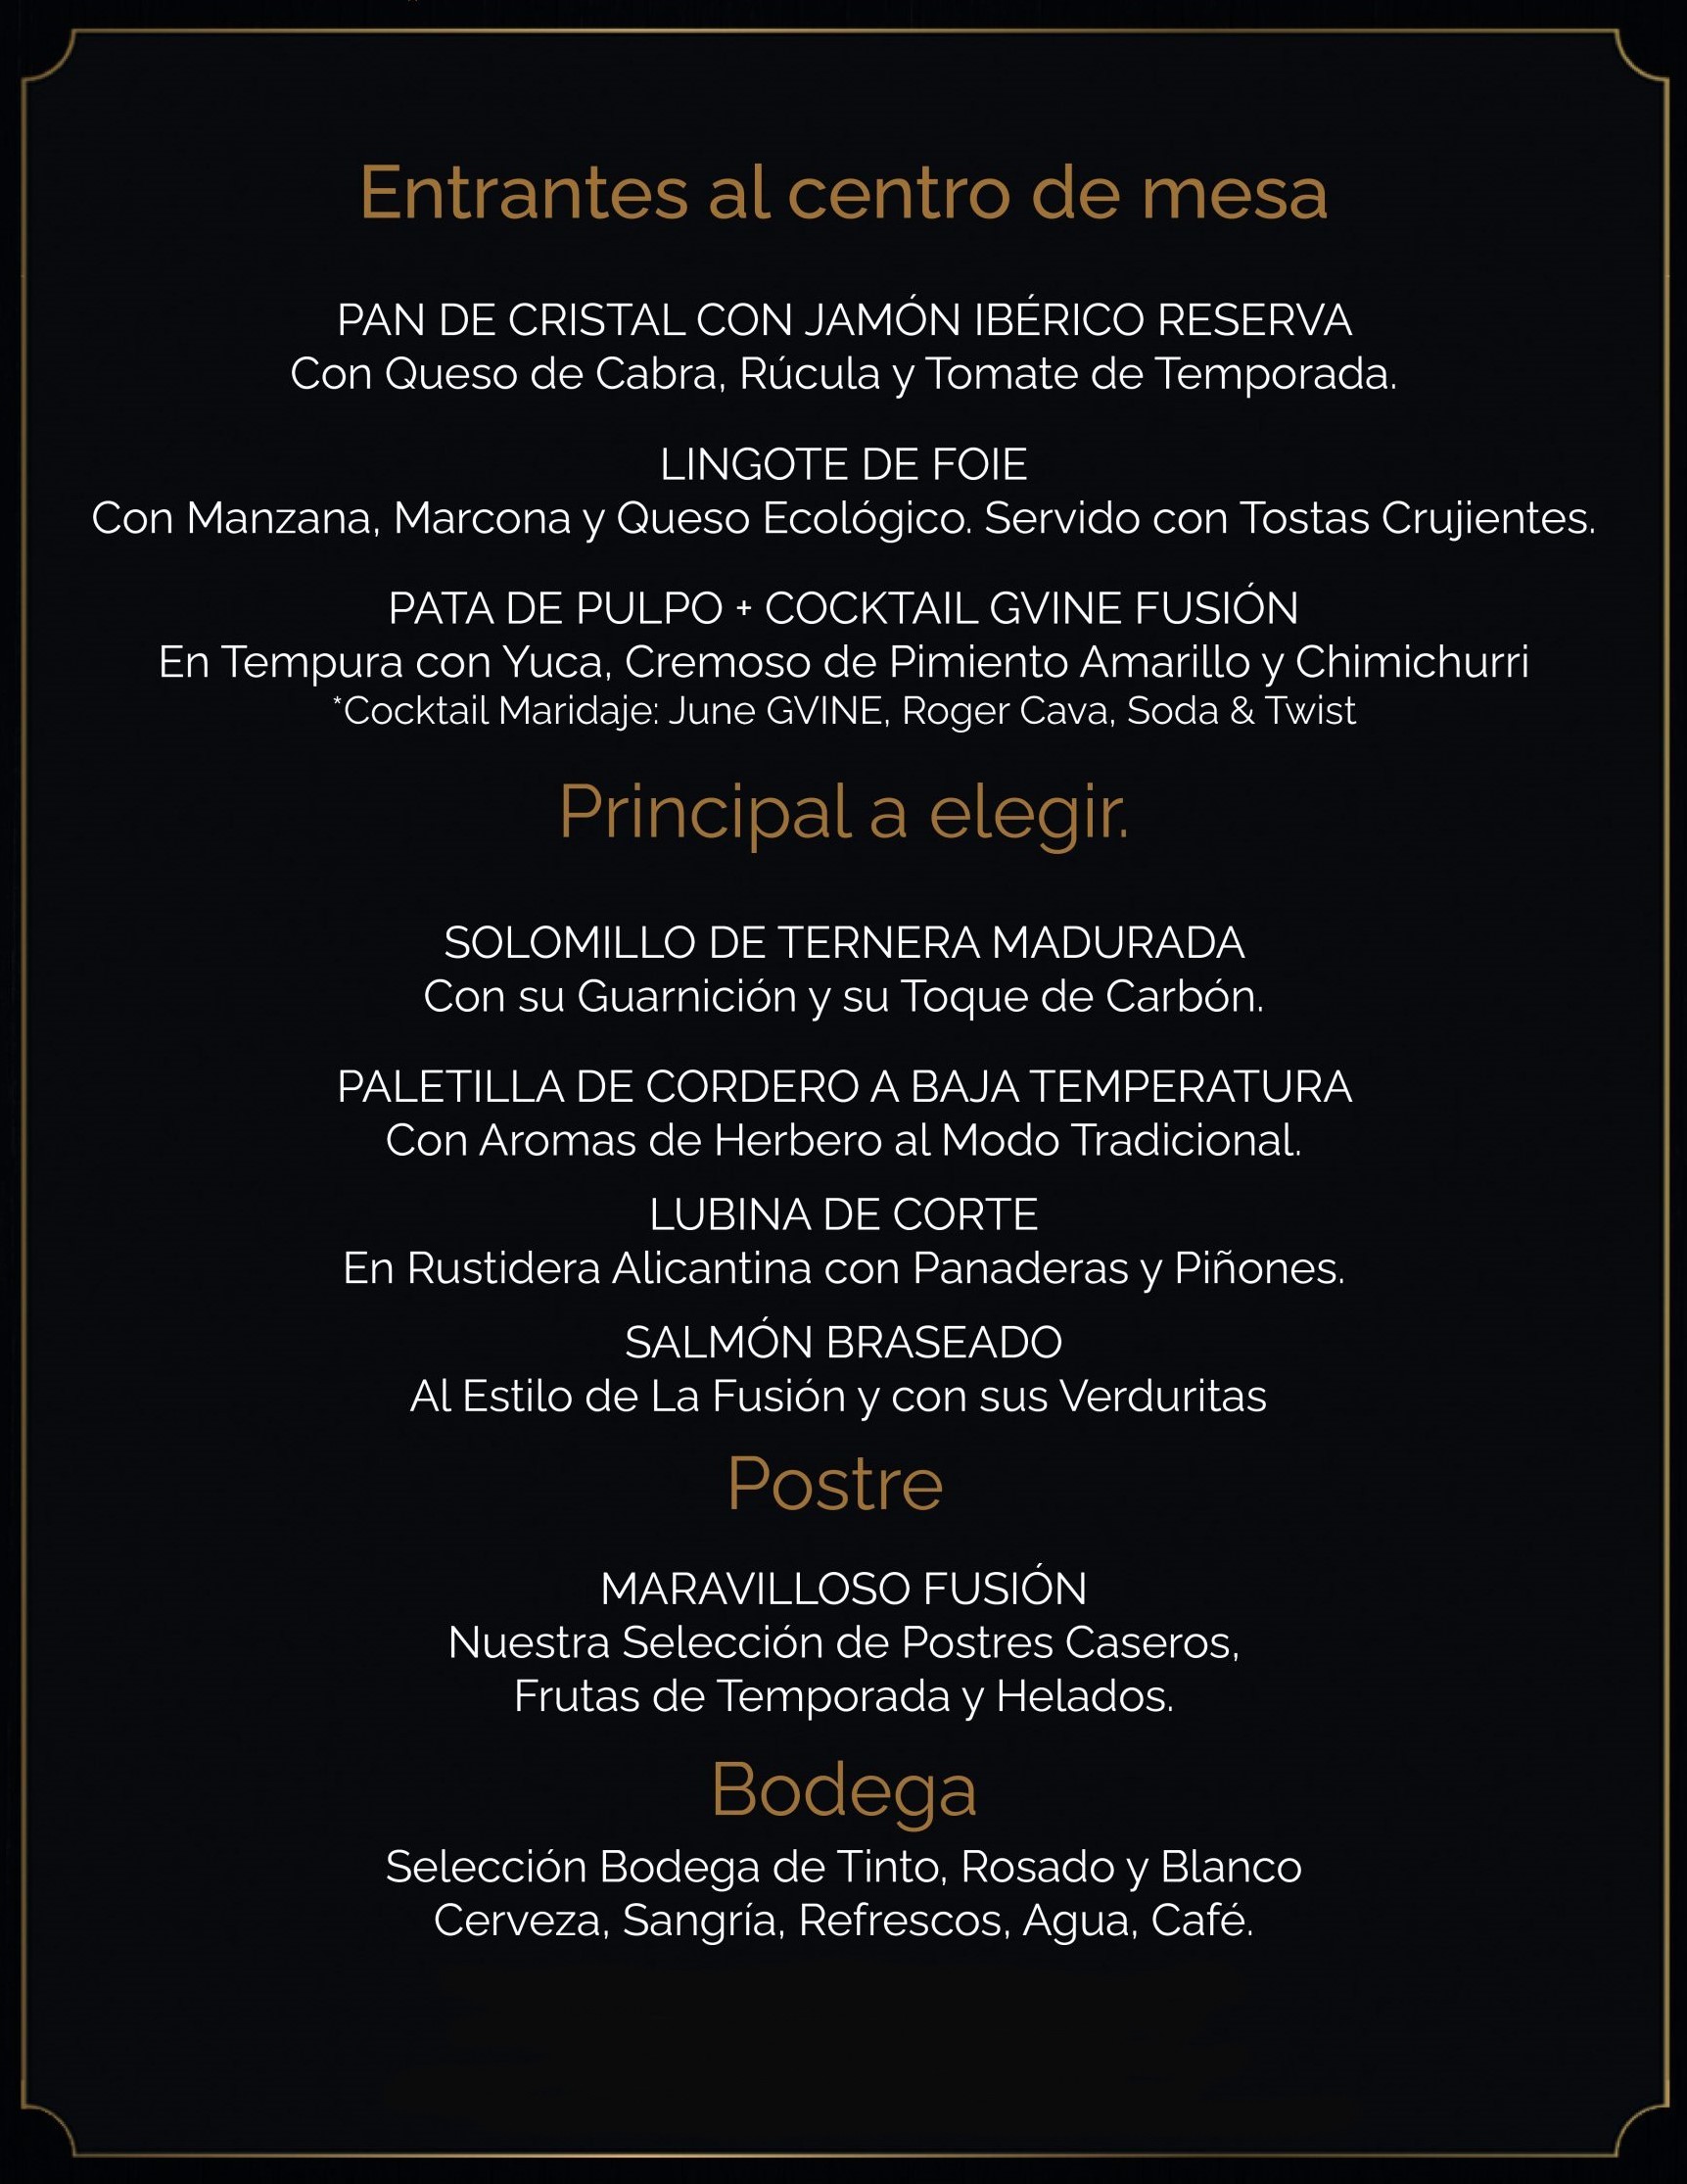 Entrantes al centro de mesa
PAN DE CRISTAL CON JAMÓN IBÉRICO RESERVA
Con Queso de Cabra, Rúcula y Tomate de Temporada.
LINGOTE DE FOIE
Con Manzana, Marcona y Queso Ecológico. Servido con Tostas Crujientes.
PATA DE PULPO + COCKTAIL GVINE FUSIÓN
En Tempura con Yuca, Cremoso de Pimiento Amarillo y Chimichurri
*Cocktail Maridaje: June GVINE, Roger Cava, Soda & Twist
Principal a elegir.
SOLOMILLO DE TERNERA MADURADA
Con su Guarnición y su Toque de Carbón.
PALETILLA DE CORDERO A BAJA TEMPERATURA
Con Aromas de Herbero al Modo Tradicional.
LUBINA DE CORTE
En Rustidera Alicantina con Panaderas y Piñones.
SALMÓN BRASEADO
Al Estilo de La Fusión y con sus Verduritas
Postre
MARAVILLOSO FUSIÓN
Nuestra Selección de Postres Caseros,
Frutas de Temporada y Helados.
Bodega
Selección Bodega de Tinto, Rosado y Blanco
Cerveza, Sangría, Refrescos, Agua, Café.